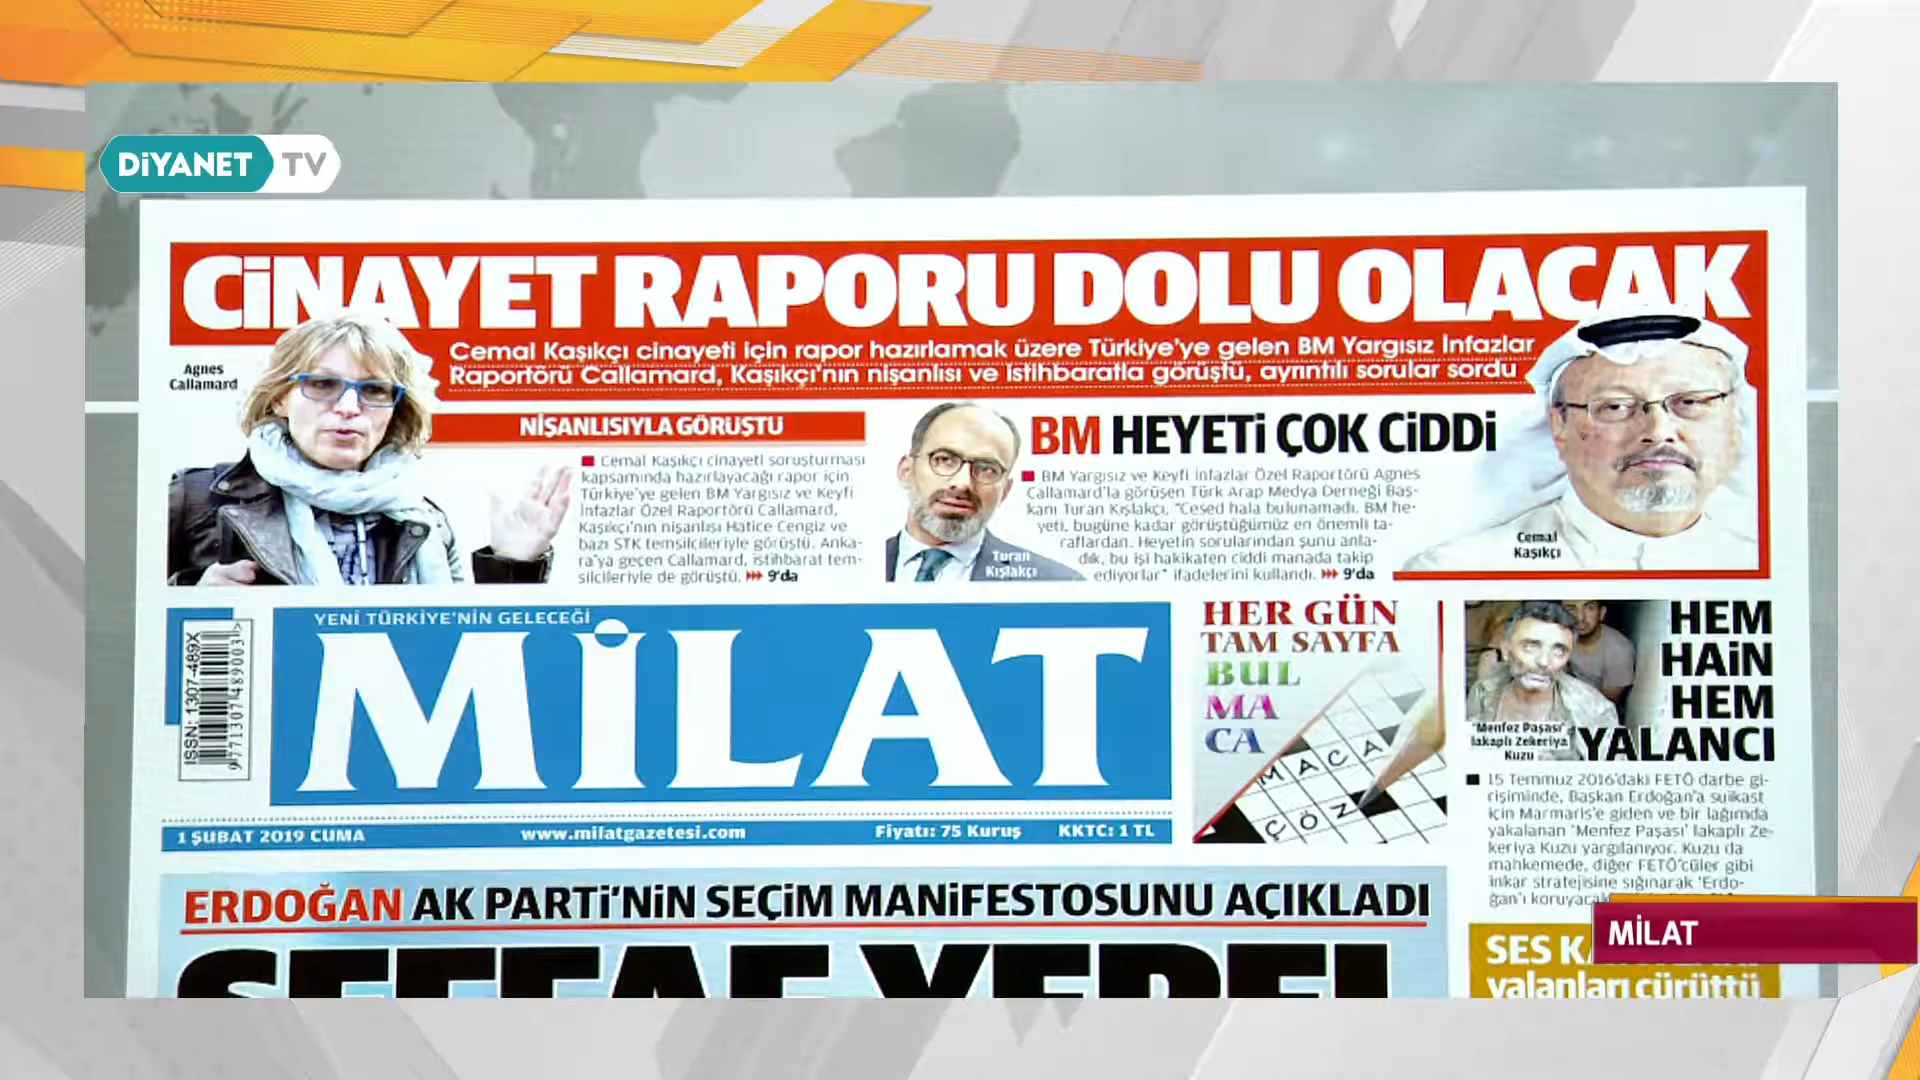 DiYANET TV
CİNAYET RAPORU DOLU OLACAK
Cemal Kaşıkçı cinayeti için rapor hazırlamak üzere Türkiye'ye gelen BM Yargısız İnfazlar
Raportörü Callamard, Kaşıkçı'nın nişanlısı ve istihbaratla görüştü, ayrıntılı sorular sordu
Agnes
Callamard
NİŞANLISIYLA GÖRÜŞTÜ
Cemal Kaşıkçı cinayeti soruşturması
kapsamında hazırlayacağı rapor için
Türkiye'ye gelen BM Yargısız ve Keyfi
İnfazlar Özel Raportörü Callamard,
Kaşıkçı'nın nişanlısı Hatice Cengiz ve
bazı STK temsilcileriyle görüştü. Anka-
ra'ya geçen Callamard, istihbarat tem-
silcileriyle de görüştü. 9'da
Turan
Kışlakçı
BM HEYETİ ÇOK CİDDİ
BM Yargısız ve Keyfi İnfazlar Özel Raportörü Agnes
Callamard'la görüşen Türk Arap Medya Derneği Baş-
kanı Turan Kışlakçı, "Cesed hala bulunamadı. BM he-
yeti, bugüne kadar görüştüğümüz en önemli ta-
raflardan. Heyetin sorularından şunu anla-
dık, bu işi hakikaten ciddi manada takip
ediyorlar" ifadelerini kullandı. 9'da
Cemal
Kaşıkçı
ISSN: 1307-489X
9771307489003
YENİ TÜRKİYE'NİN GELECEĞİ
MİLAT
1 ŞUBAT 2019 CUMA www.milatgazetesi.com Fiyatı: 75 Kuruş KKTC: 1 TL
HER GÜN
TAM SAYFA
BUL
MA
CA
MACA
ÇÖZ
HEM
HAİN
HEM
YALANCI
'Menfez Paşası'
lakaplı Zekeriya
Kuzu
15 Temmuz 2016'daki FETÖ darbe gi-
rişiminde, Başkan Erdoğan'a suikast
için Marmaris'e giden ve bir lağımda
yakalanan 'Menfez Paşası' lakaplı Ze-
keriya Kuzu yargılanıyor. Kuzu da
mahkemede, diğer FETÖ'cüler gibi
inkar stratejisine sığınarak 'Erdo-
ğan'ı koruyaca
ERDOĞAN AK PARTİ'NİN SEÇİM MANİFESTOSUNU AÇIKLADI
SES
yalanları çürüttü
MİLAT